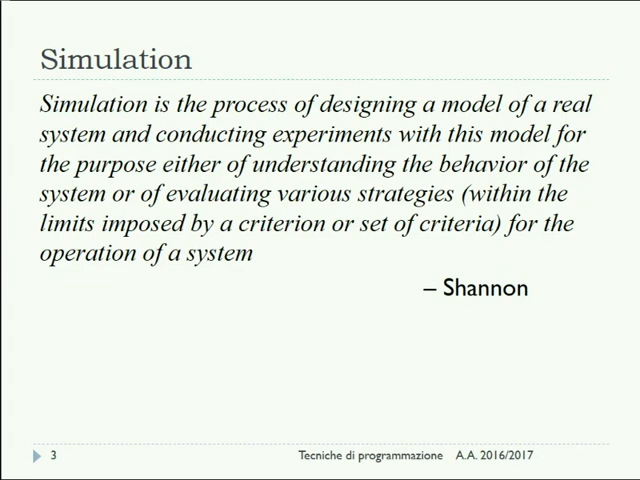 Simulation
Simulation is the process of designing a model of a real
system and conducting experiments with this model for
the purpose either of understanding the behavior of the
system or of evaluating various strategies (within the
limits imposed by a criterion or set of criteria) for the
operation of a system
– Shannon
3
Tecniche di programmazione A.A. 2016/2017